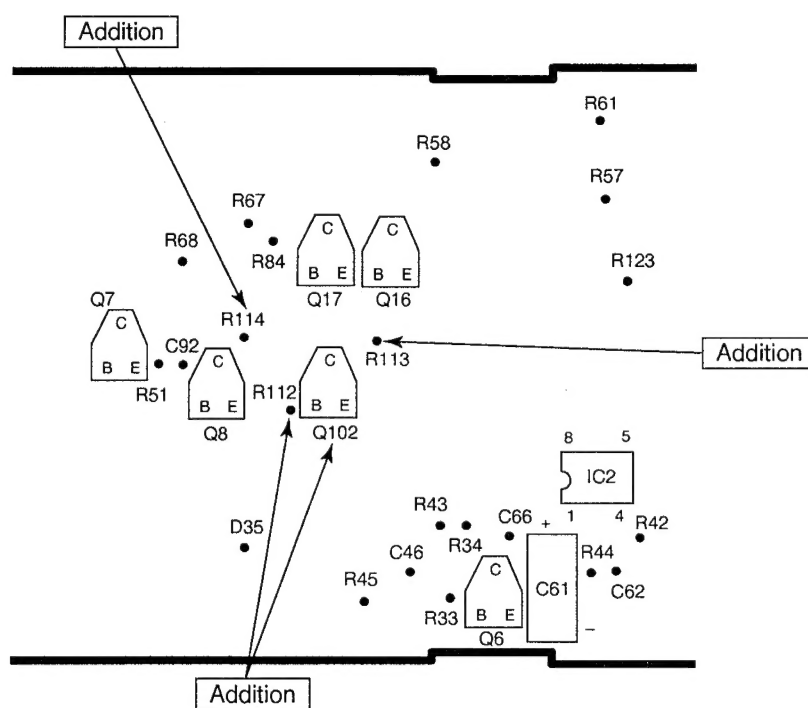 Addition
R61
R58
R57
R67
R68
R84
C
B E
Q17
C
B E
Q16
R123
Q7
C
B E
R114
C92
R51
C
B E
Q8
R113
Addition
R112
C
B E
Q102
8 5
IC2
1 4
D35
R43
R34
C66
R42
C46
R45
R33
C
B E
Q6
+
C61
–
R44
C62
Addition